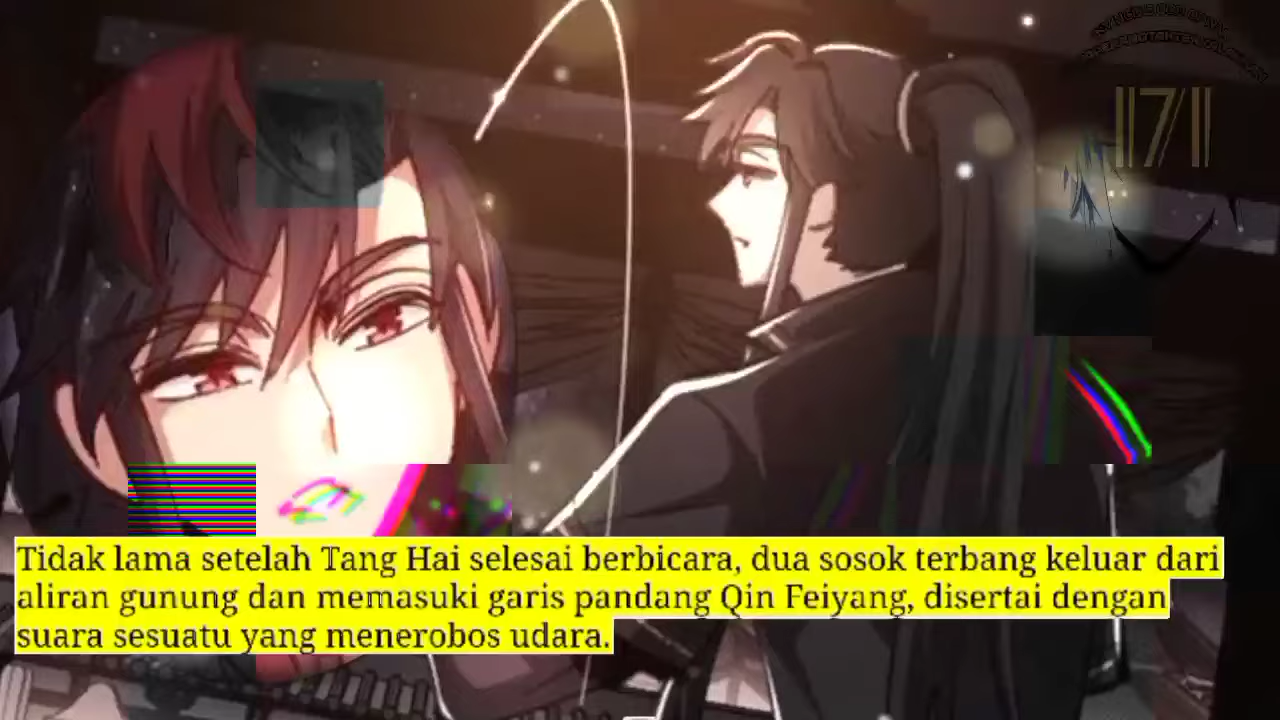 Tidak lama setelah Tang Hai selesai berbicara, dua sosok terbang keluar dari
aliran gunung dan memasuki garis pandang Qin Feiyang, disertai dengan
suara sesuatu yang menerobos udara.